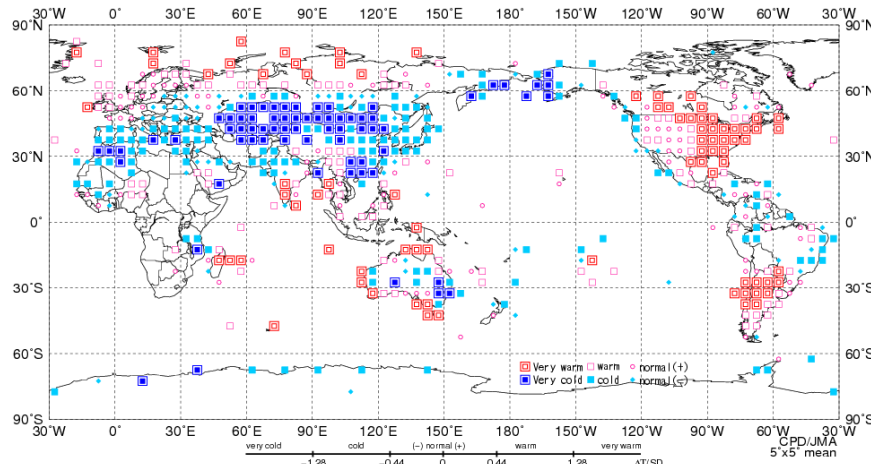 90˚N
60˚N
30˚N
0˚
30˚S
60˚S
90˚S
90˚N
60˚N
30˚N
0˚
30˚S
60˚S
90˚S
Very warm warm normal(+)
Very cold cold normal(-)
30˚W 0˚ 30˚E 60˚E 90˚E 120˚E 150˚E 180˚ 150˚W 120˚W 90˚W 60˚W 30˚W
30˚W 0˚ 30˚E 60˚E 90˚E 120˚E 150˚E 180˚ 150˚W 120˚W 90˚W 60˚W 30˚W
CPD/JMA
5˚x5˚ mean
very cold cold (-) normal (+) warm very warm
-1.28 -0.44 0 0.44 1.28 ΔT/SD